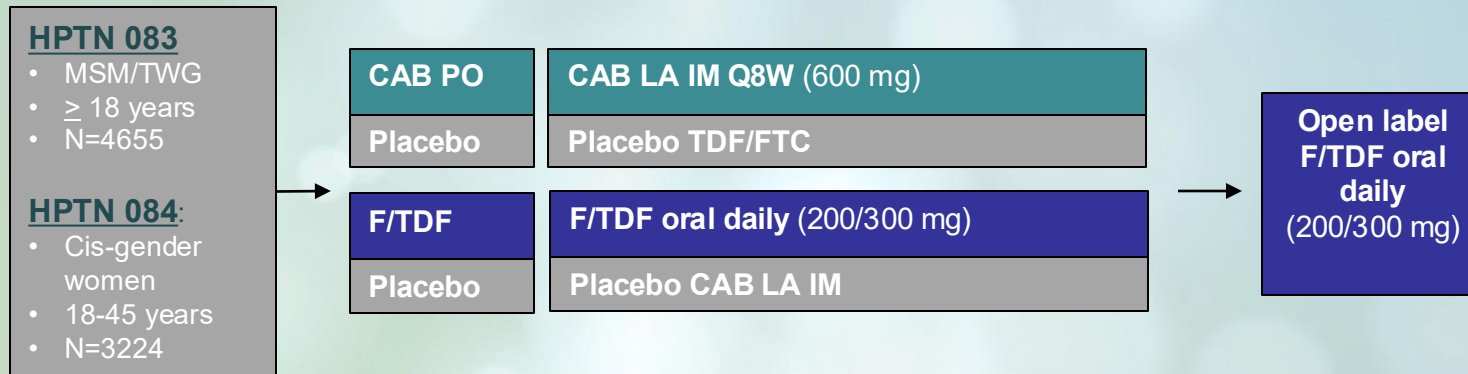 HPTN 083
• MSM/TWG
• ≥ 18 years
• N=4655
HPTN 084:
• Cis-gender
women
• 18-45 years
• N=3224
CAB PO
CAB LA IM Q8W (600 mg)
Placebo
Placebo TDF/FTC
F/TDF
F/TDF oral daily (200/300 mg)
Placebo
Placebo CAB LA IM
Open label
F/TDF oral
daily
(200/300 mg)